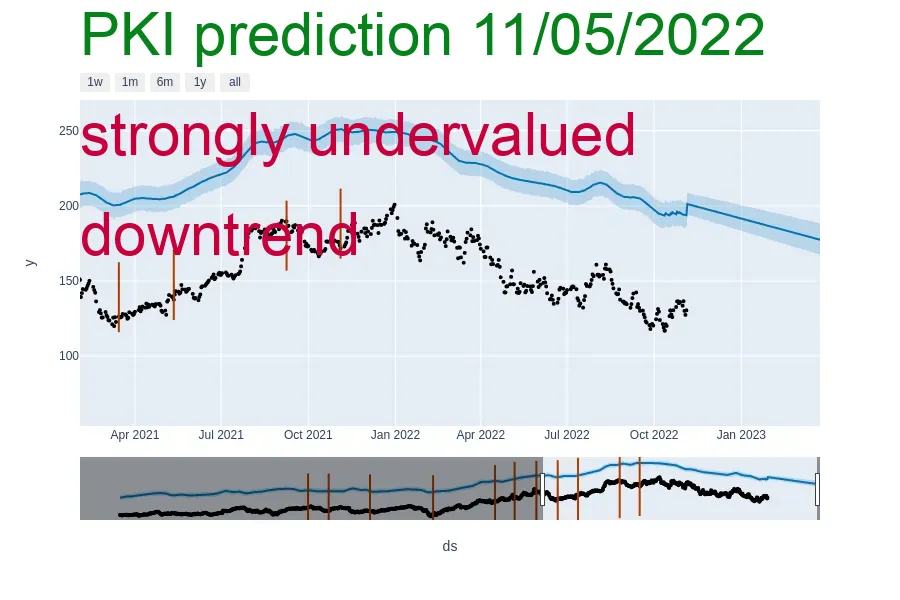 PKI prediction 11/05/2022
1w 1m 6m 1y all
strongly undervalued
downtrend
250
200
150
100
y
Apr 2021 Jul 2021 Oct 2021 Jan 2022 Apr 2022 Jul 2022 Oct 2022 Jan 2023
ds